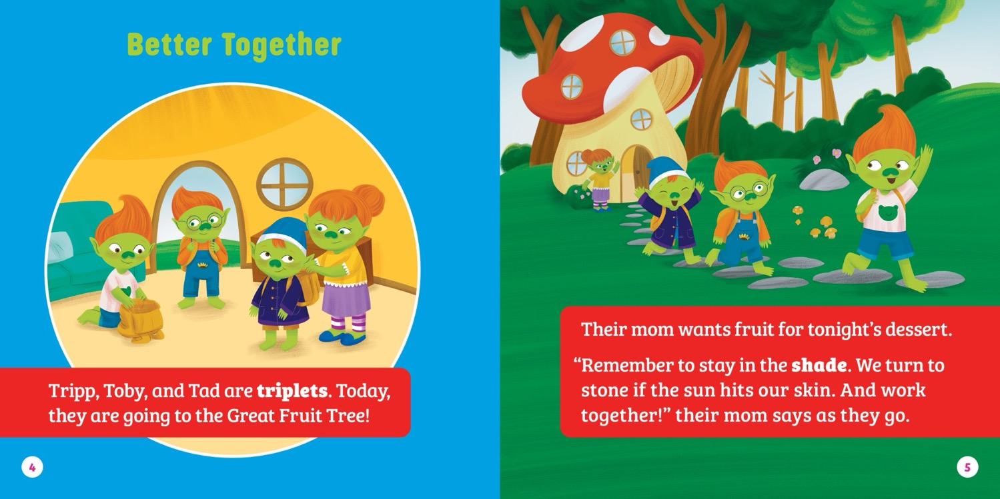 Better Together
Tripp, Toby, and Tad are triplets. Today,
they are going to the Great Fruit Tree!
4
Their mom wants fruit for tonight’s dessert.
“Remember to stay in the shade. We turn to
stone if the sun hits our skin. And work
together!” their mom says as they go.
5